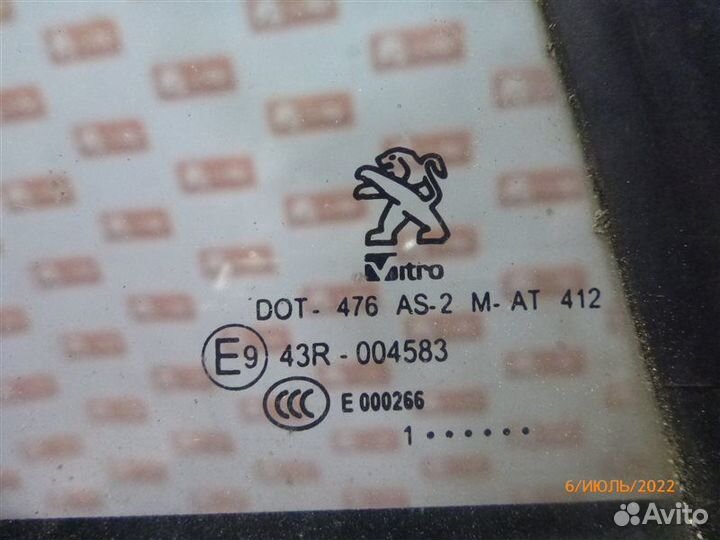 Vitro
DOT- 476 AS-2 M- AT 412
E9 43R - 004583
CCC E 000266
1 • • • • • •
6/ИЮЛЬ/2022
Avito